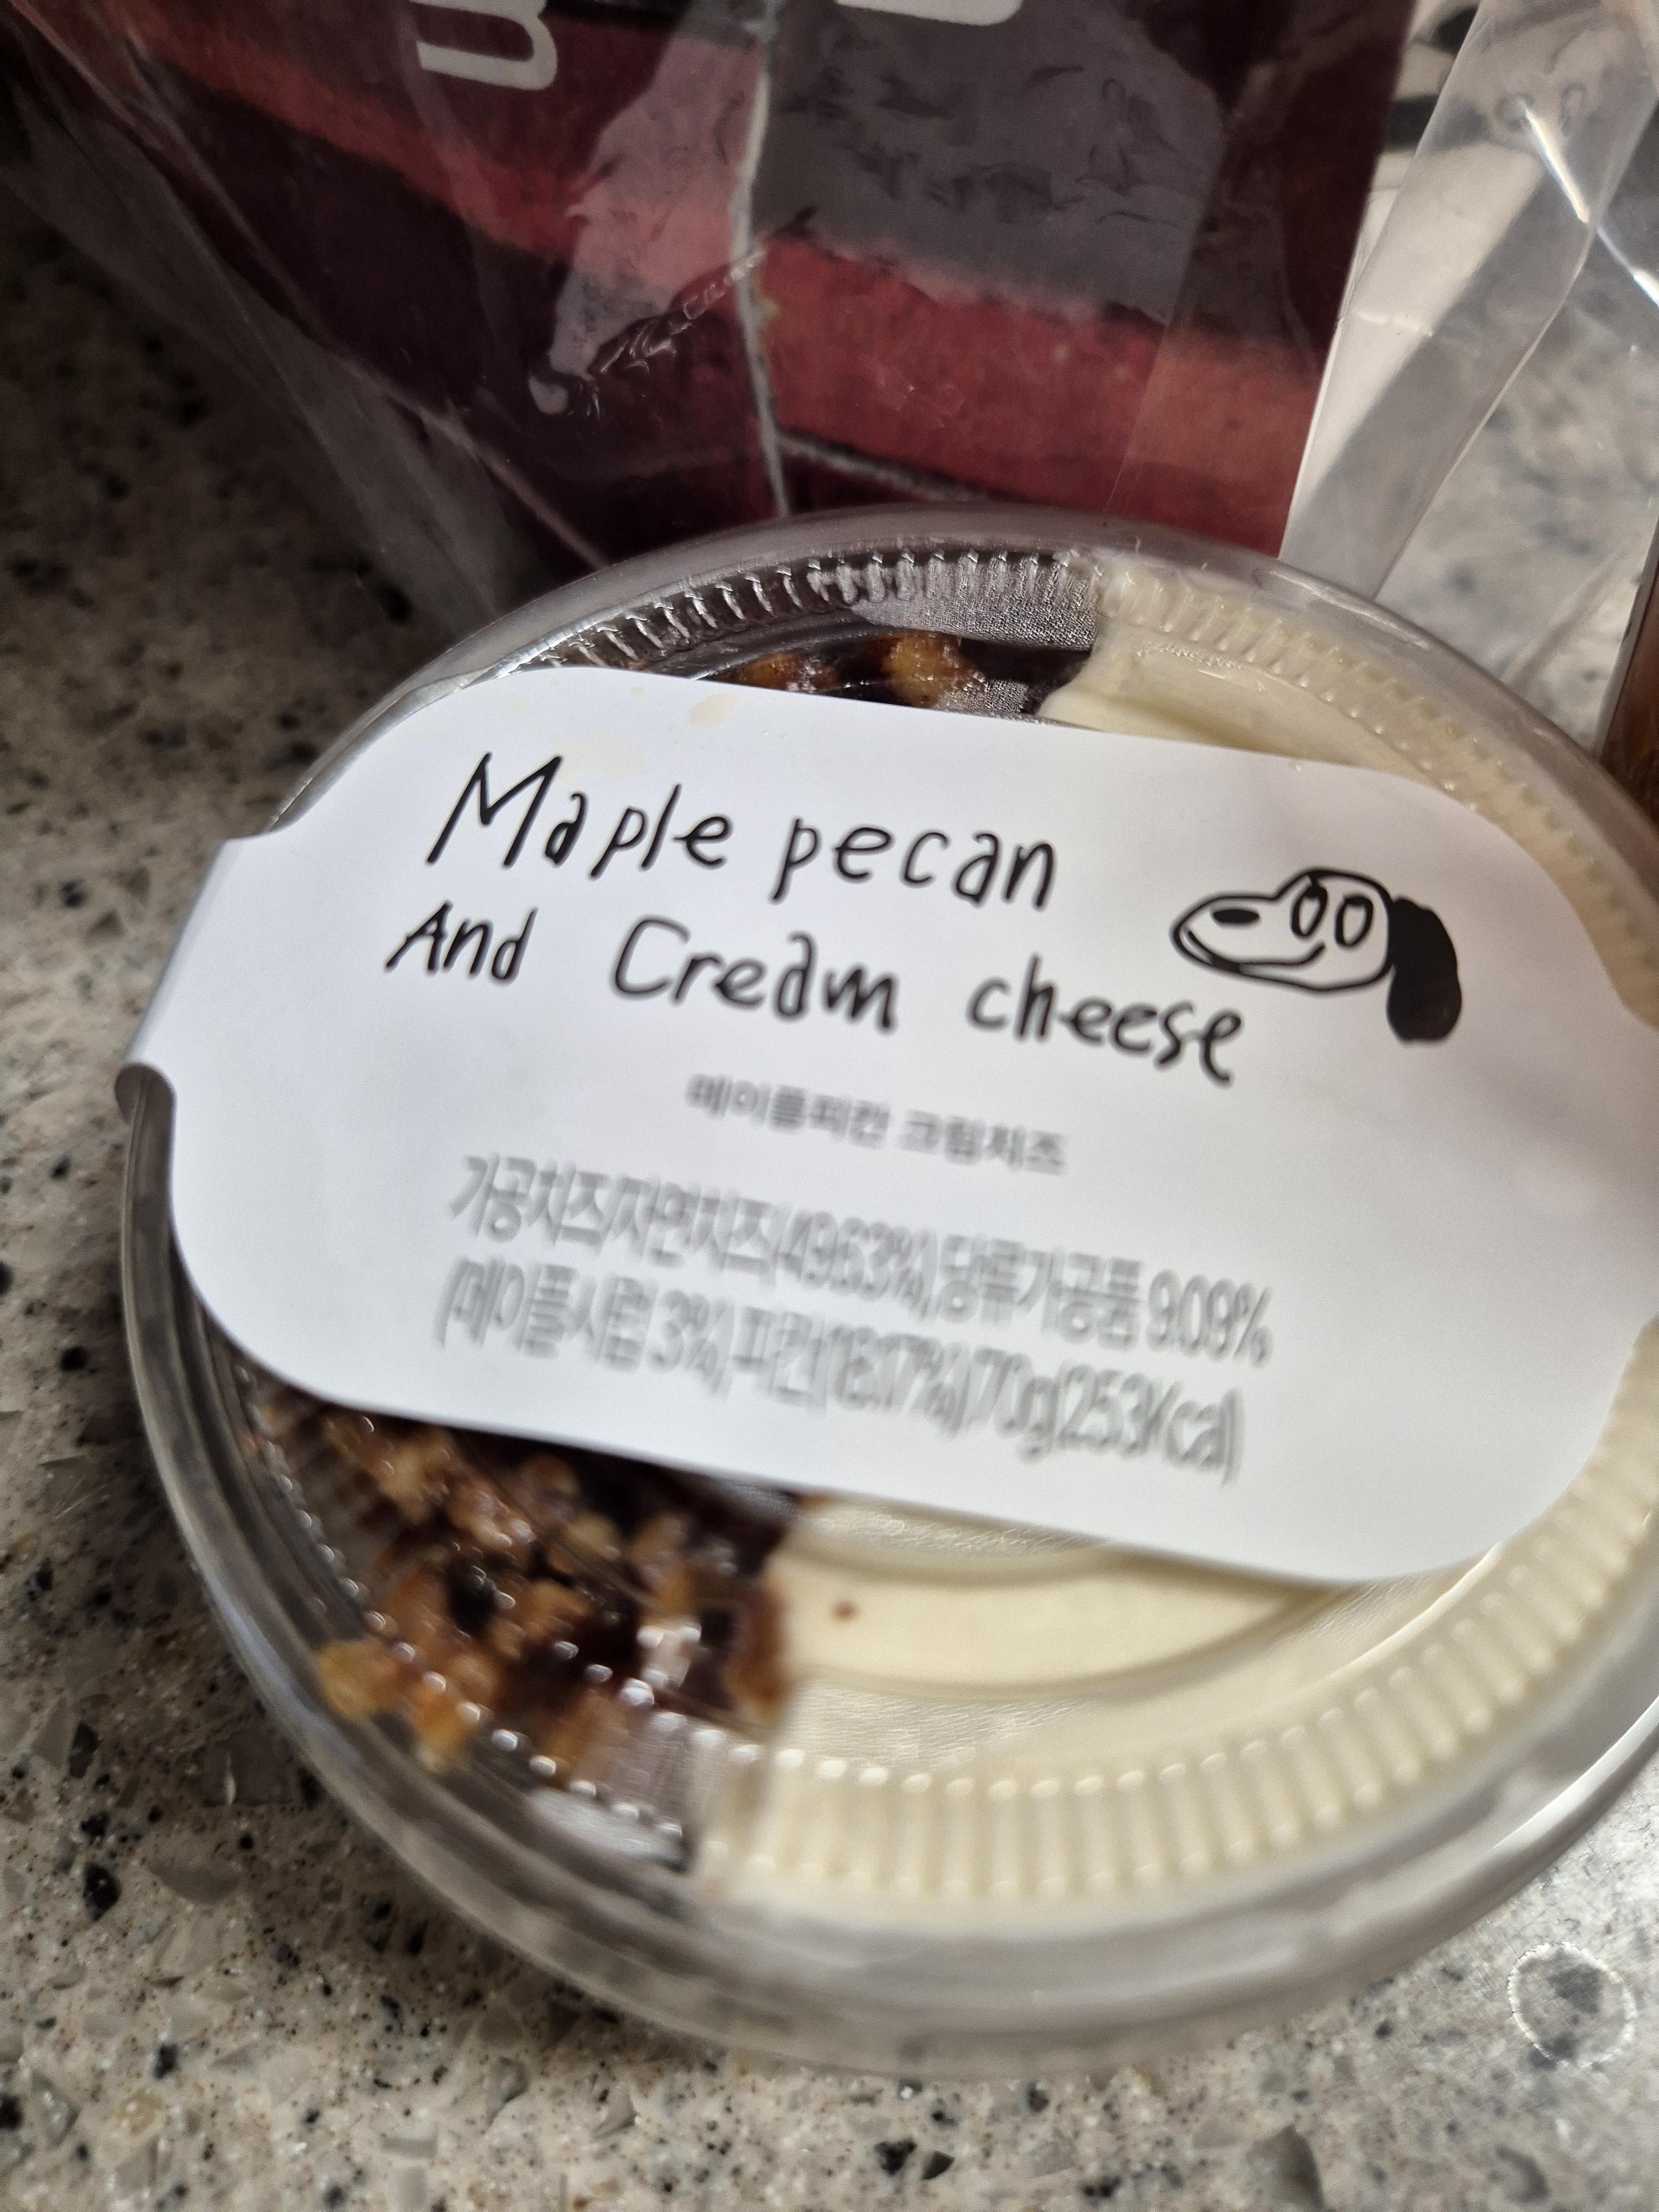 Maple pecan
And Cream cheese
메이플피칸 크림치즈
가공치즈/자연치즈(49.63%), 당류가공품 9.09%
(메이플시럽 3%), 피칸(18.17%) 70g(253Kcal)